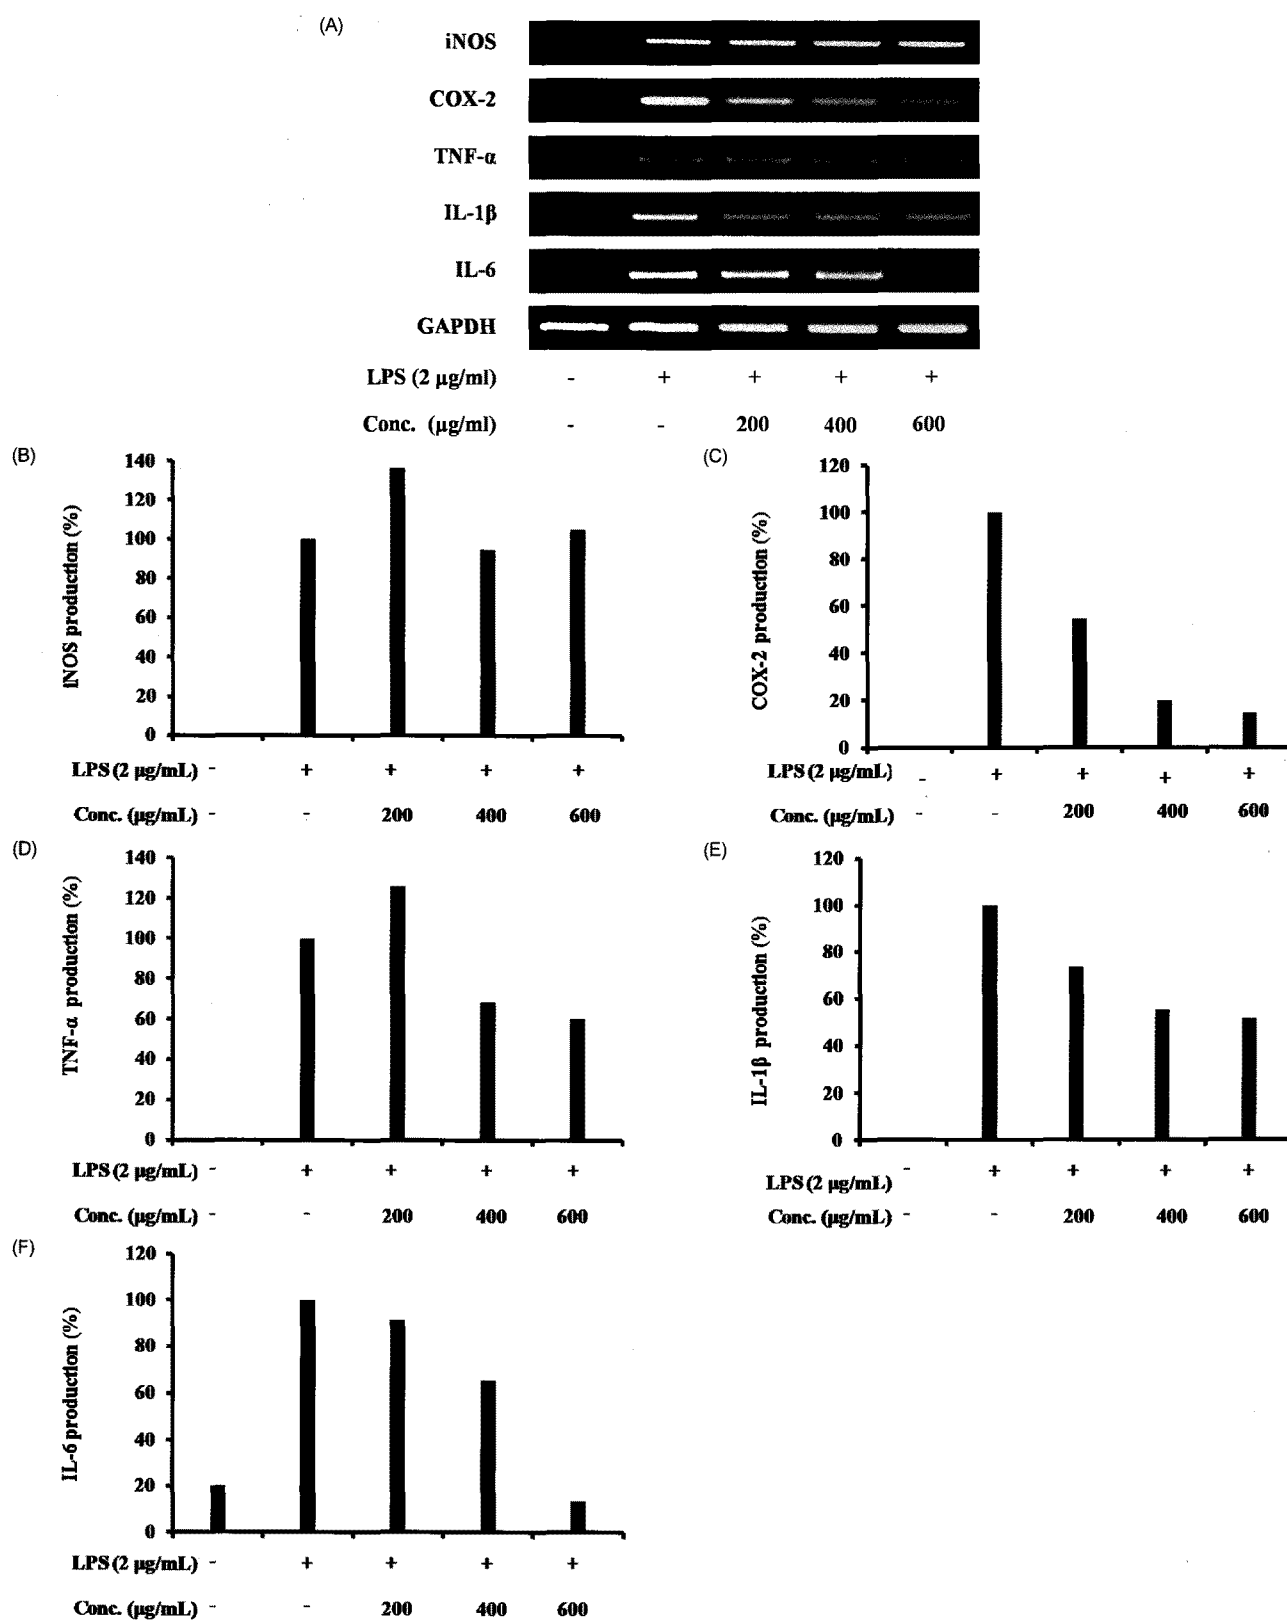 (A)
iNOS
COX-2
TNF-α
IL-1β
IL-6
GAPDH
LPS (2 μg/ml) - + + + +
Conc. (μg/ml) - - 200 400 600
(B)
140
120
100
80
60
40
20
0
iNOS production (%)
LPS (2 μg/mL) - + + + +
Conc. (μg/mL) - - 200 400 600
(C)
120
100
80
60
40
20
0
COX-2 production (%)
LPS (2 μg/mL) - + + + +
Conc. (μg/mL) - - 200 400 600
(D)
140
120
100
80
60
40
20
0
TNF-α production (%)
LPS (2 μg/mL) - + + + +
Conc. (μg/mL) - - 200 400 600
(E)
120
100
80
60
40
20
0
IL-1β production (%)
LPS (2 μg/mL) - + + + +
Conc. (μg/mL) - - 200 400 600
(F)
120
100
80
60
40
20
0
IL-6 production (%)
LPS (2 μg/mL) - + + + +
Conc. (μg/mL) - - 200 400 600